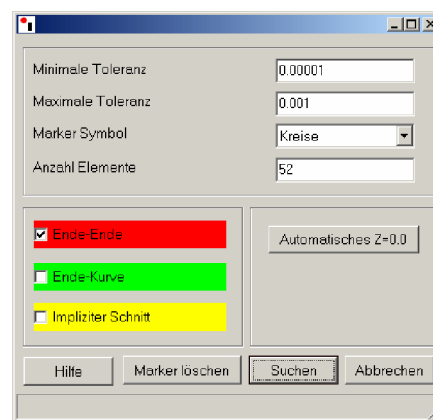 Minimale Toleranz 0.00001
Maximale Toleranz 0.001
Marker Symbol Kreise
Anzahl Elemente 52
Ende-Ende Automatisches Z=0.0
Ende-Kurve
Impliziter Schnitt
Hilfe Marker löschen Suchen Abbrechen